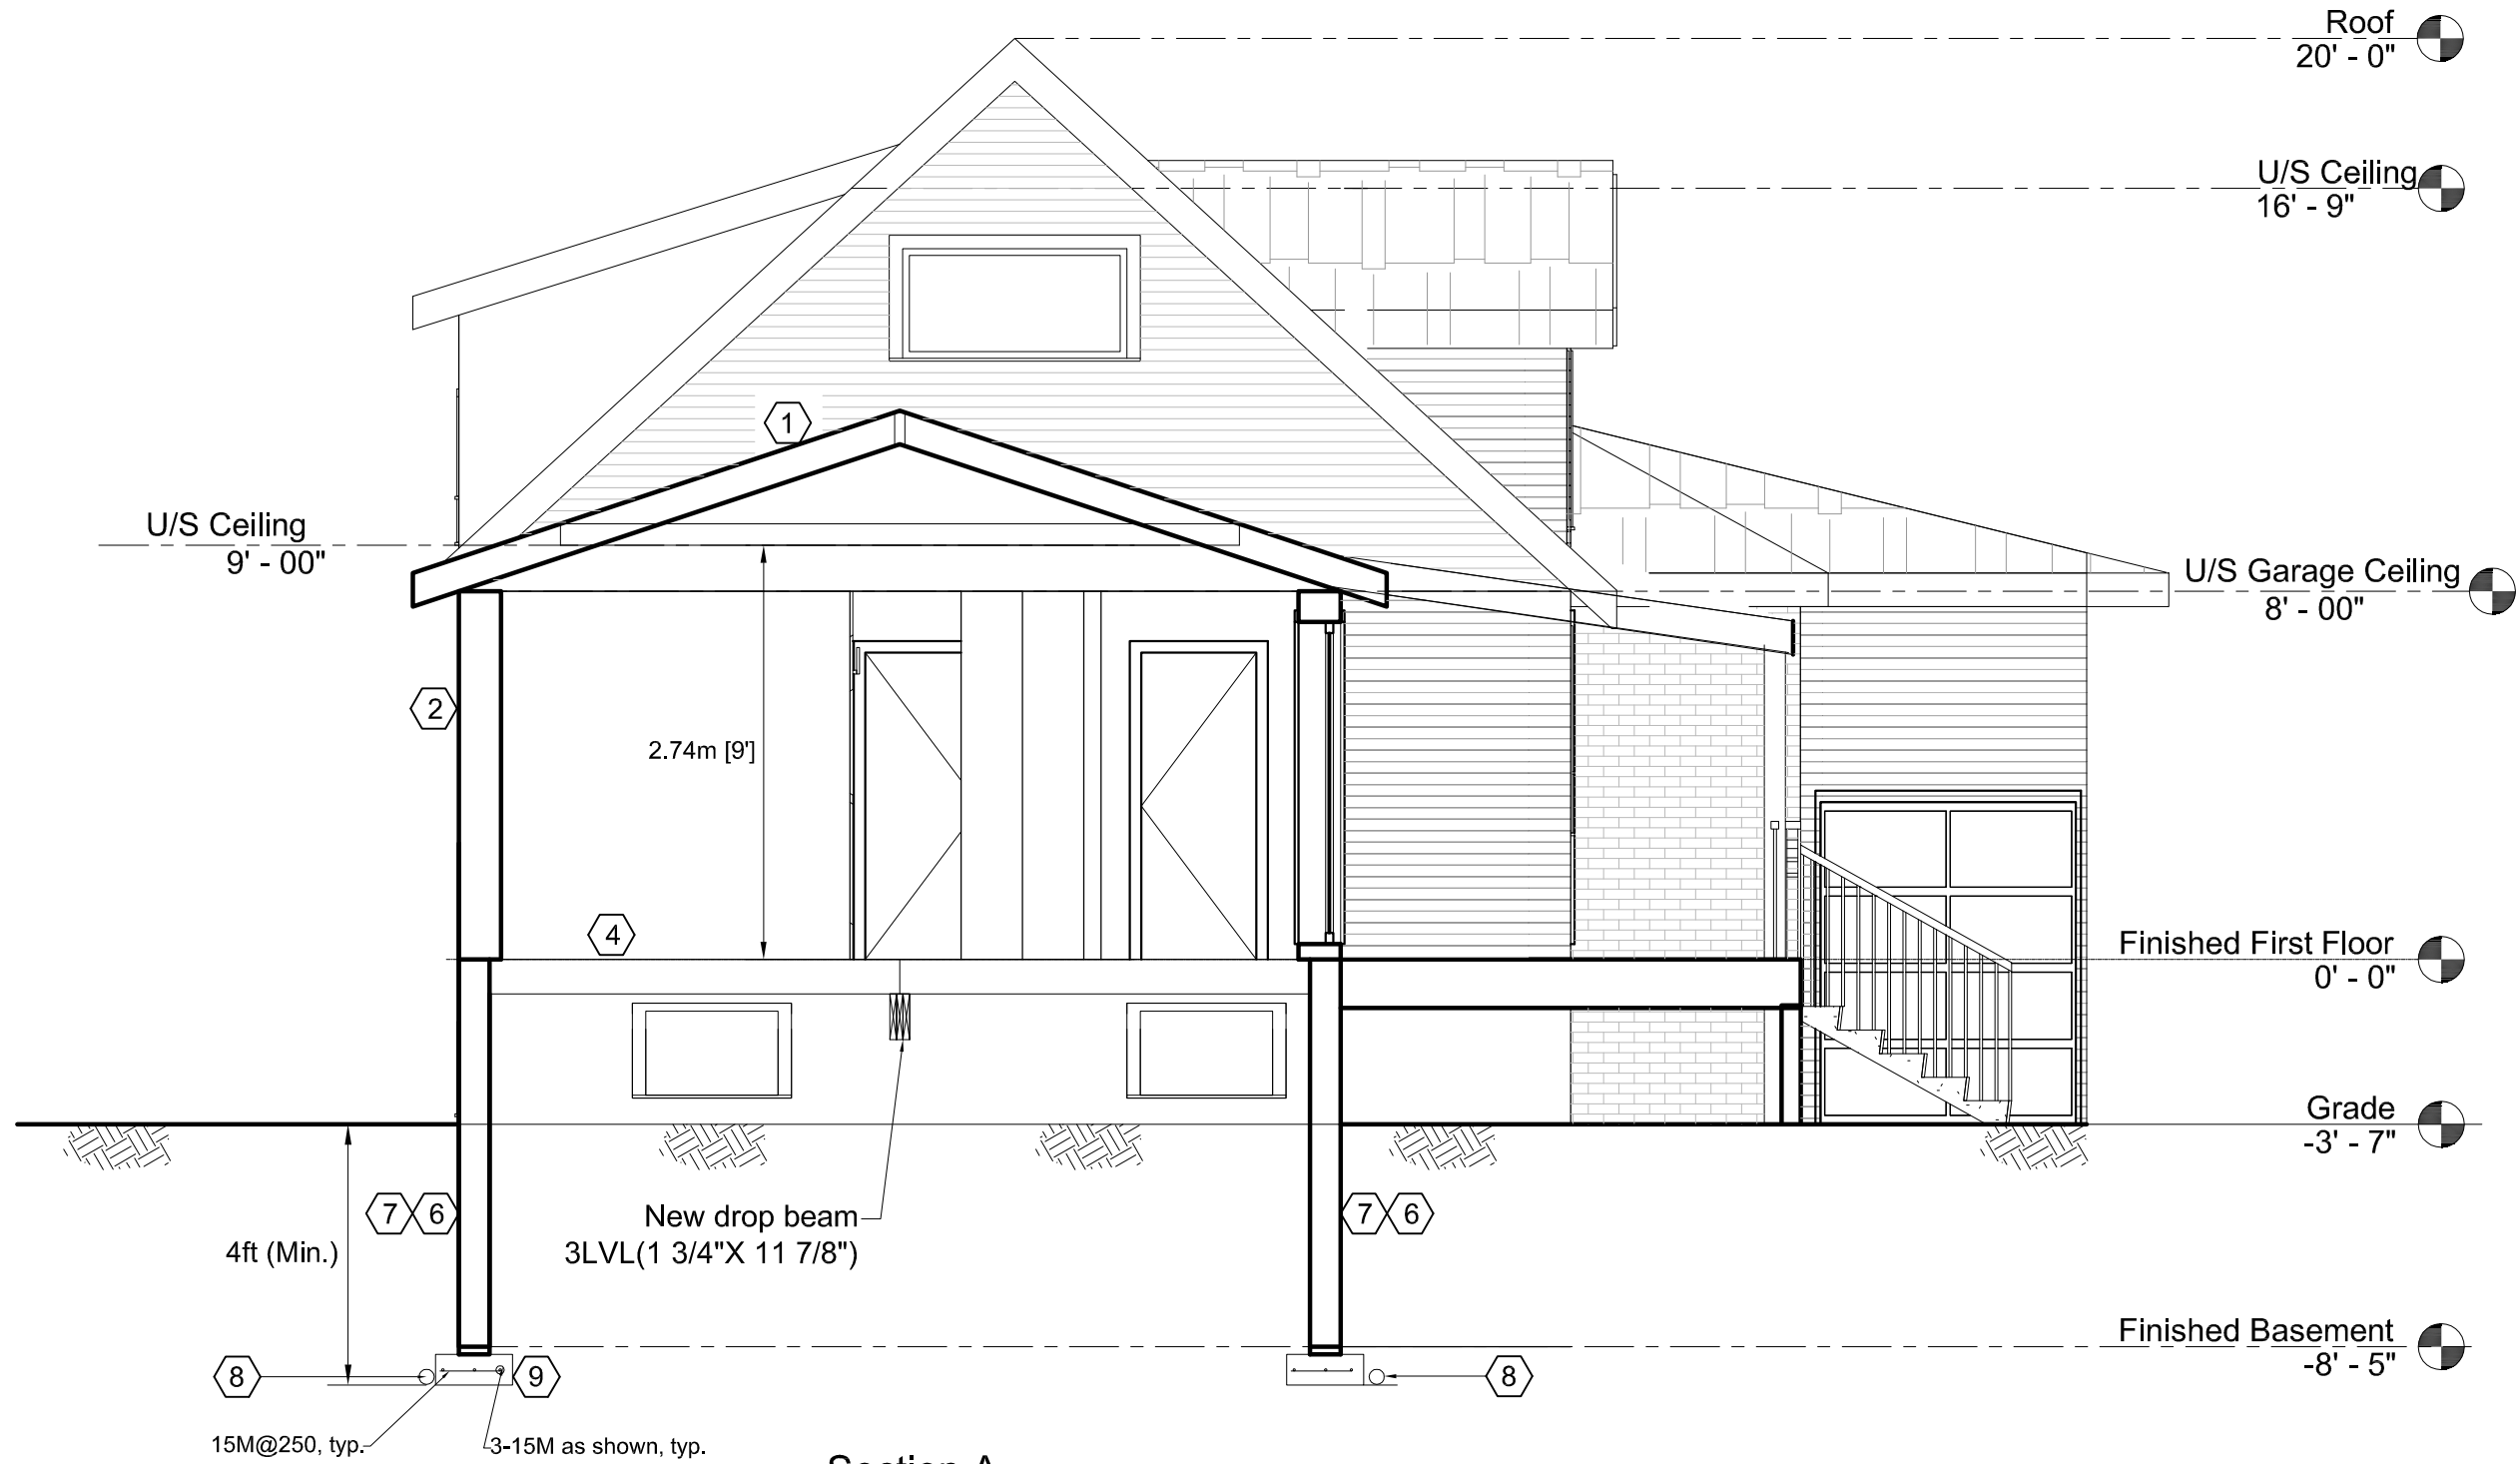 Roof
20' - 0"
U/S Ceiling
16' - 9"
1
U/S Ceiling
9' - 00"
U/S Garage Ceiling
8' - 00"
2
2.74m [9']
4
Finished First Floor
0' - 0"
Grade
-3' - 7"
7 6
New drop beam
3LVL(1 3/4"X 11 7/8")
7 6
4ft (Min.)
Finished Basement
-8' - 5"
8
9
8
15M@250, typ.
3-15M as shown, typ.
Section A